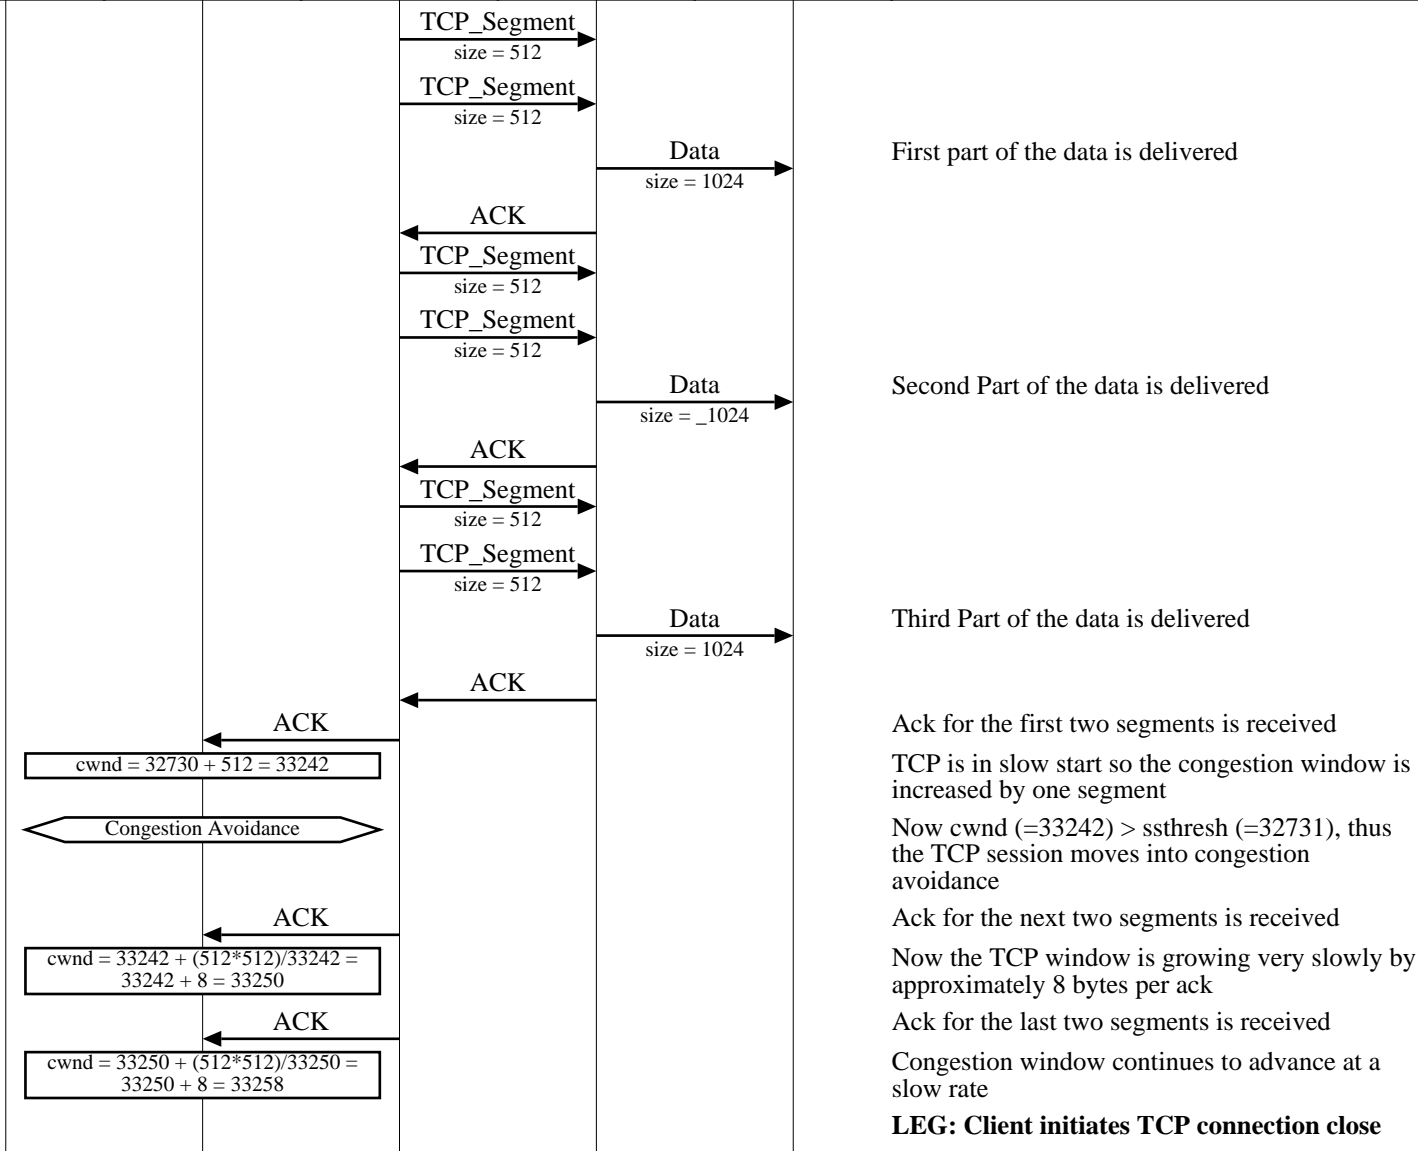 TCP_Segment
size = 512
TCP_Segment
size = 512
Data
First part of the data is delivered
size = 1024
ACK
TCP_Segment
size = 512
TCP_Segment
size = 512
Data
Second Part of the data is delivered
size = _1024
ACK
TCP_Segment
size = 512
TCP_Segment
size = 512
Data
Third Part of the data is delivered
size = 1024
ACK
ACK
Ack for the first two segments is received
cwnd = 32730 + 512 = 33242
TCP is in slow start so the congestion window is
increased by one segment
Congestion Avoidance
Now cwnd (=33242) > ssthresh (=32731), thus
the TCP session moves into congestion
avoidance
ACK
Ack for the next two segments is received
cwnd = 33242 + (512*512)/33242 =
33242 + 8 = 33250
Now the TCP window is growing very slowly by
approximately 8 bytes per ack
ACK
Ack for the last two segments is received
cwnd = 33250 + (512*512)/33250 =
33250 + 8 = 33258
Congestion window continues to advance at a
slow rate
LEG: Client initiates TCP connection close